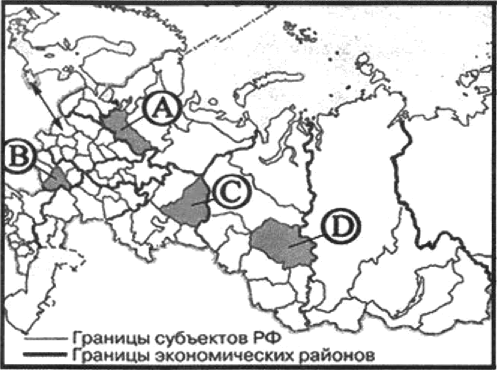 A
B
C
D
Границы субъектов РФ
Границы экономических районов